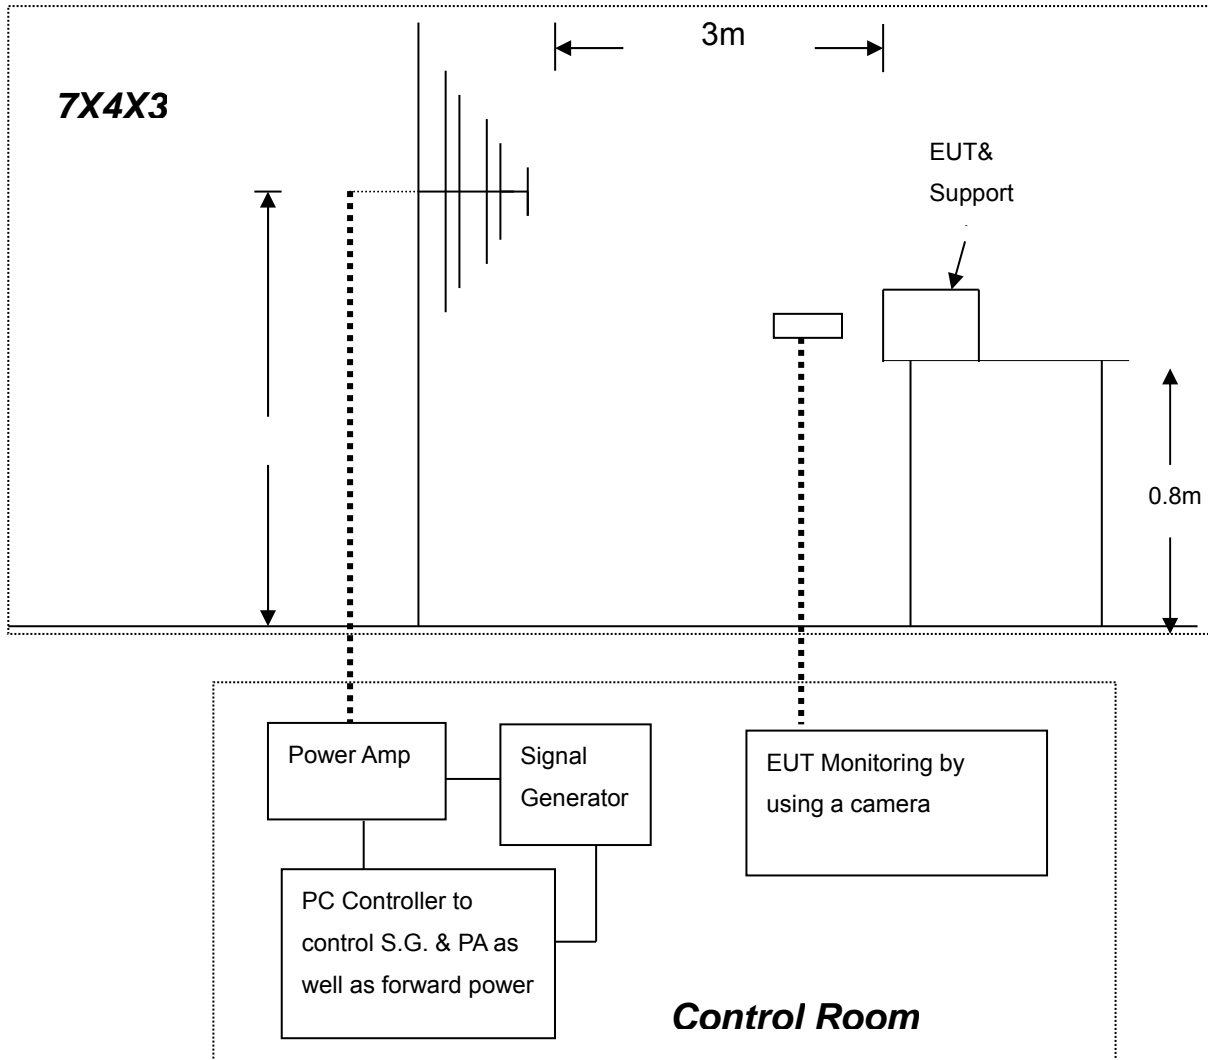 3m
7X4X3
EUT&
Support
0.8m
Power Amp
Signal
Generator
EUT Monitoring by
using a camera
PC Controller to
control S.G. & PA as
well as forward power
Control Room